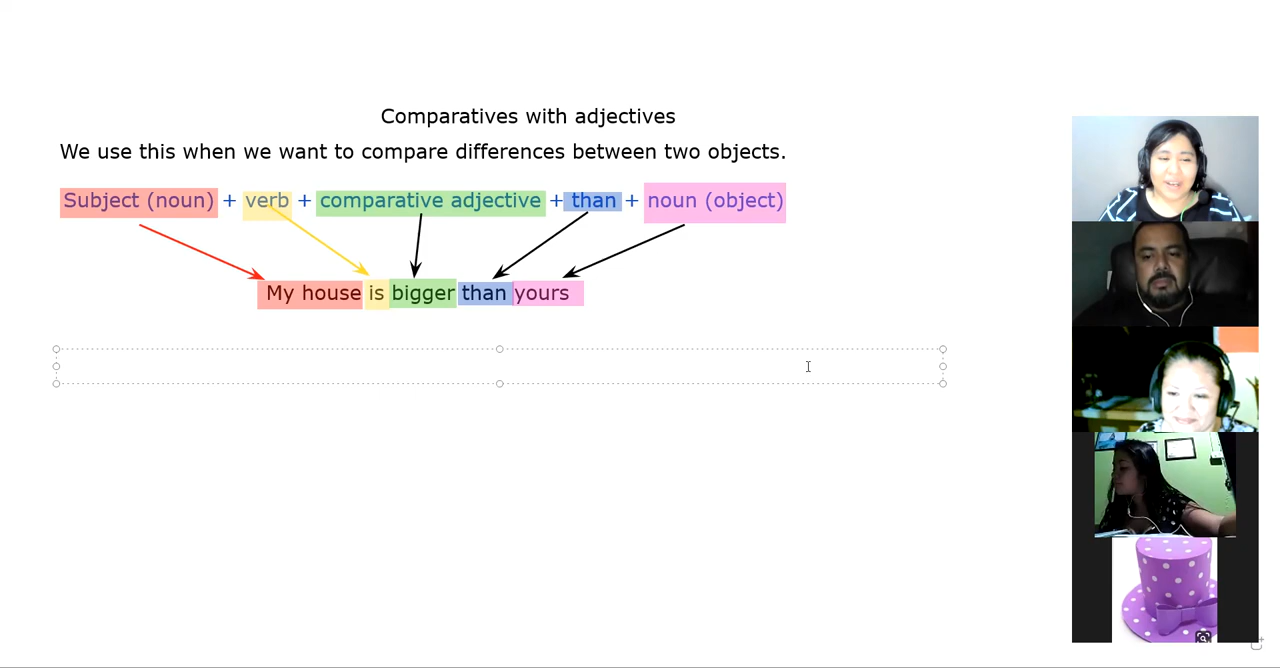 Comparatives with adjectives
We use this when we want to compare differences between two objects.
Subject (noun) + verb + comparative adjective + than + noun (object)
My house is bigger than yours